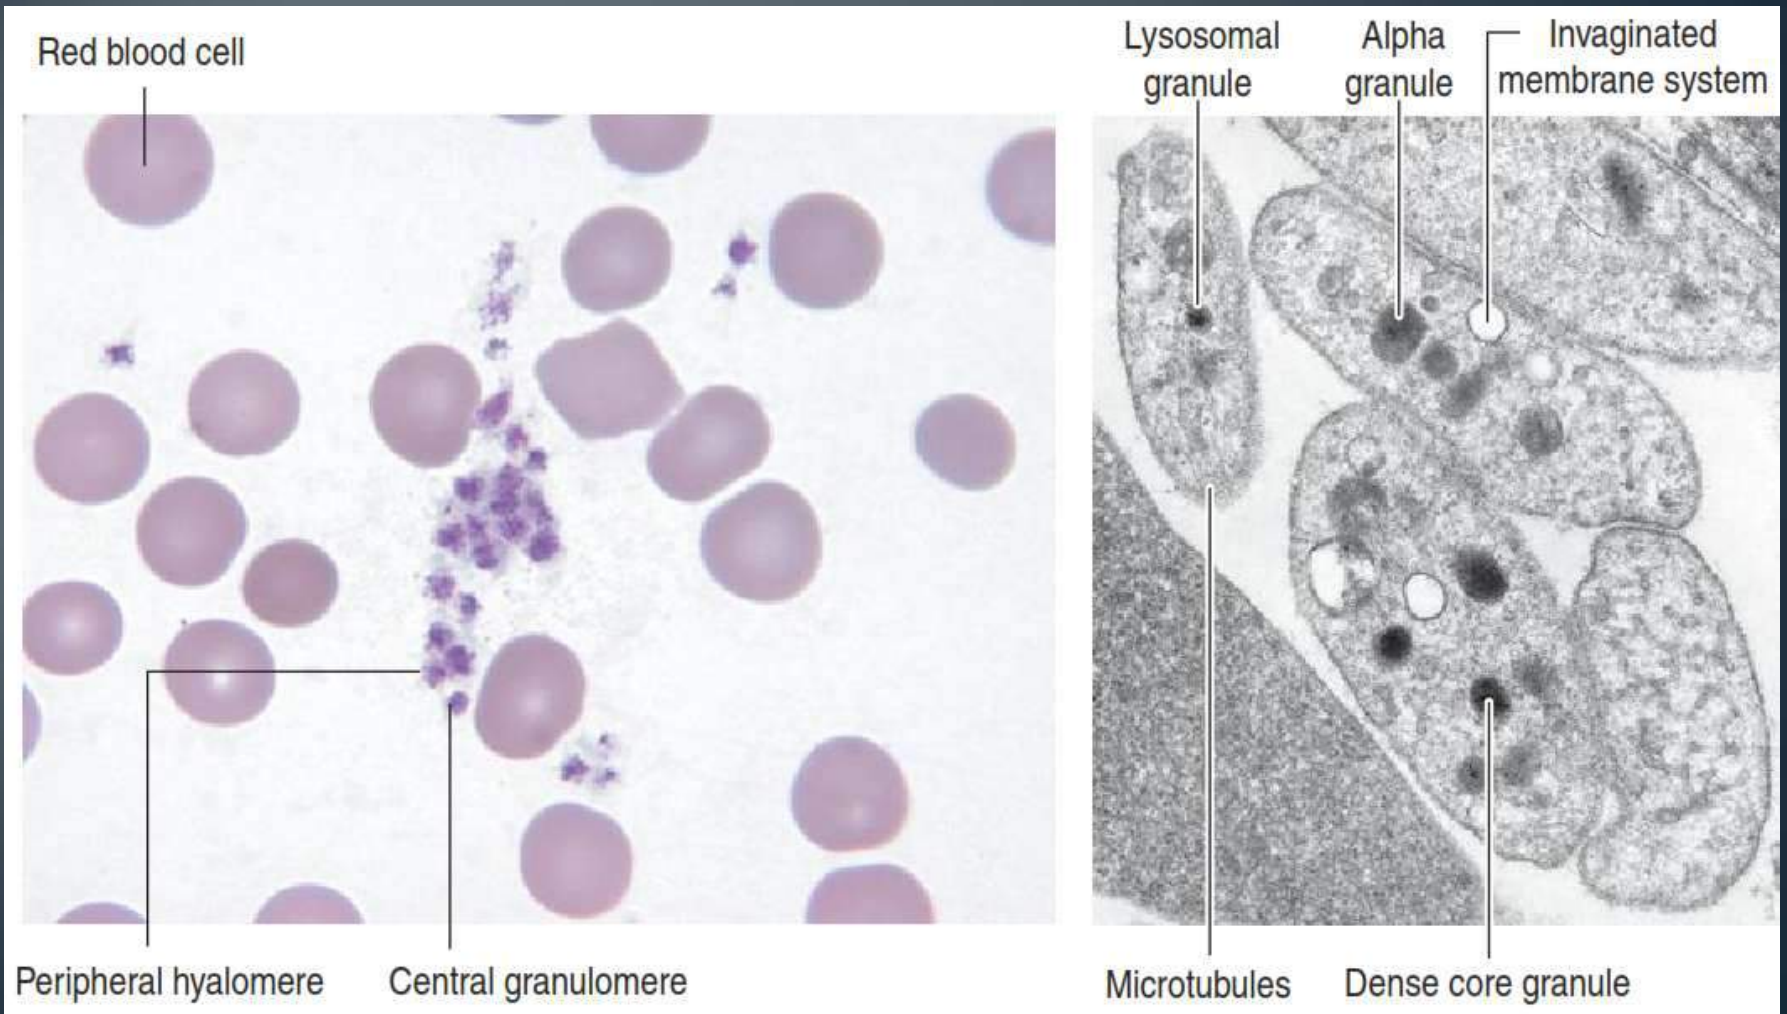 Red blood cell
Lysosomal
granule
Alpha
granule
Invaginated
membrane system
Peripheral hyalomere
Central granulomere
Microtubules
Dense core granule